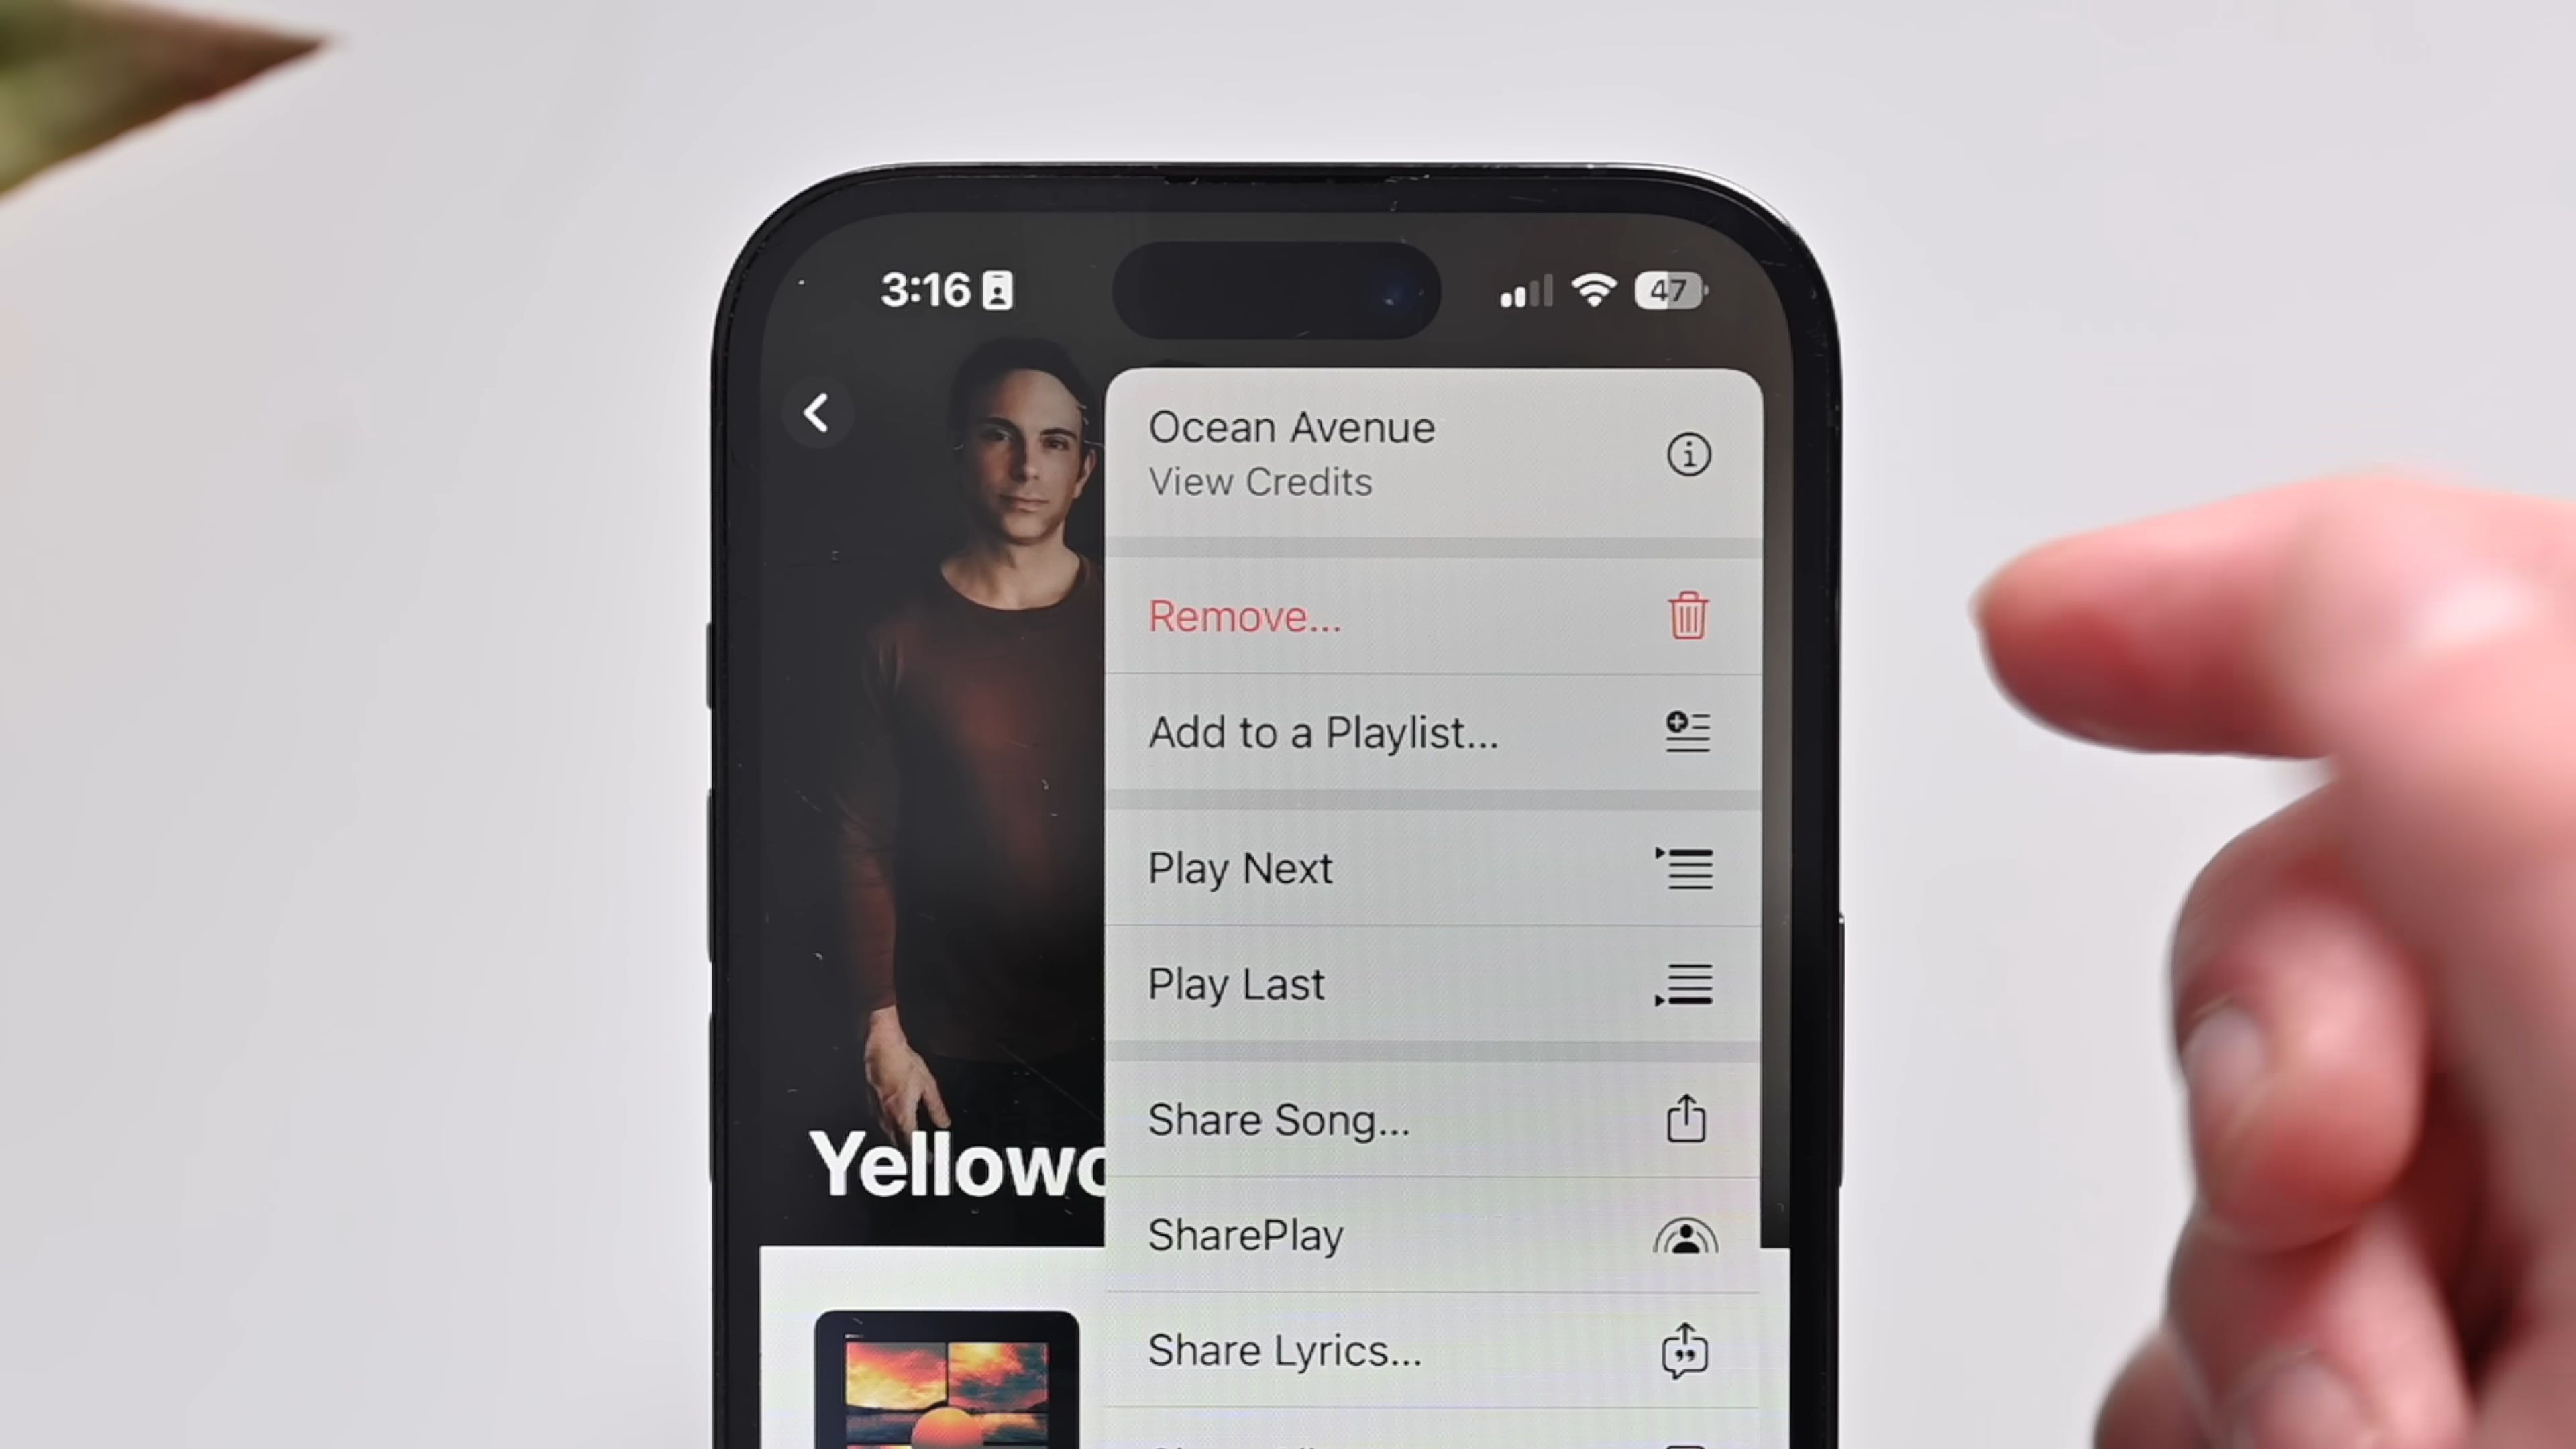 3:16
47
Ocean Avenue
View Credits
Remove...
Add to a Playlist...
Play Next
Play Last
Share Song...
SharePlay
Share Lyrics...